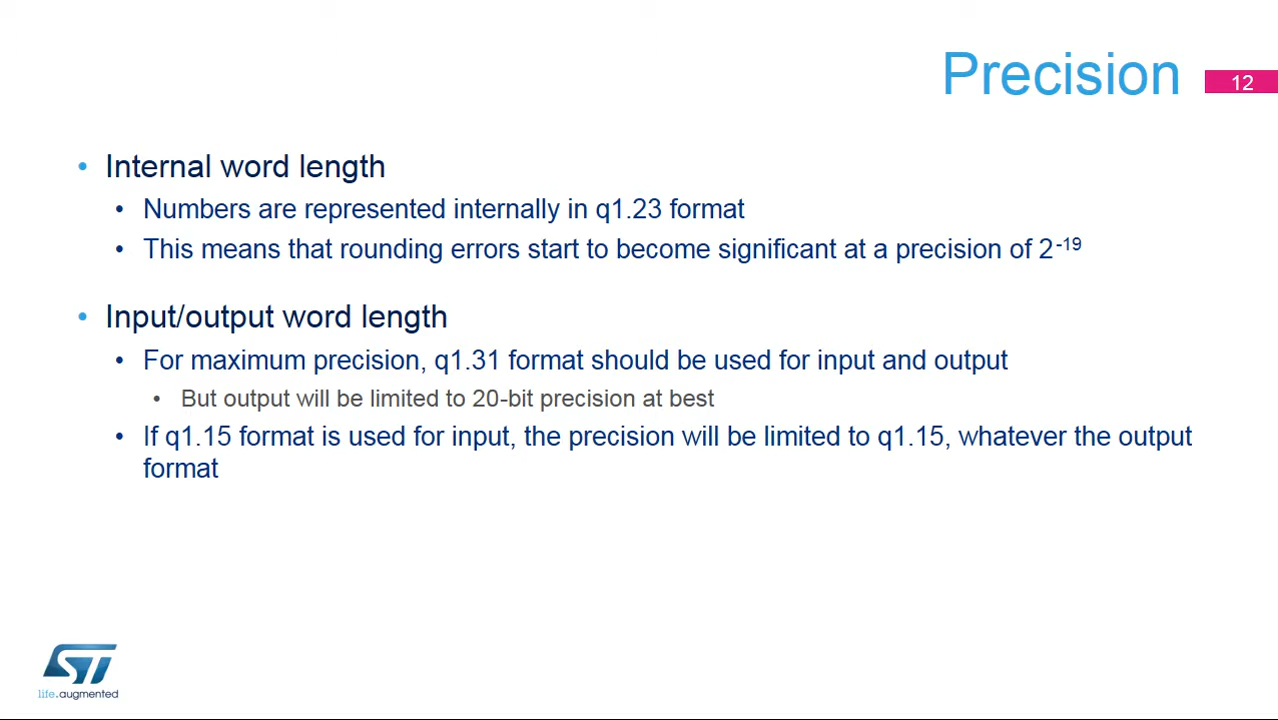 Precision
12
• Internal word length
• Numbers are represented internally in q1.23 format
• This means that rounding errors start to become significant at a precision of 2⁻¹⁹
• Input/output word length
• For maximum precision, q1.31 format should be used for input and output
• But output will be limited to 20-bit precision at best
• If q1.15 format is used for input, the precision will be limited to q1.15, whatever the output
format
ST
life.augmented